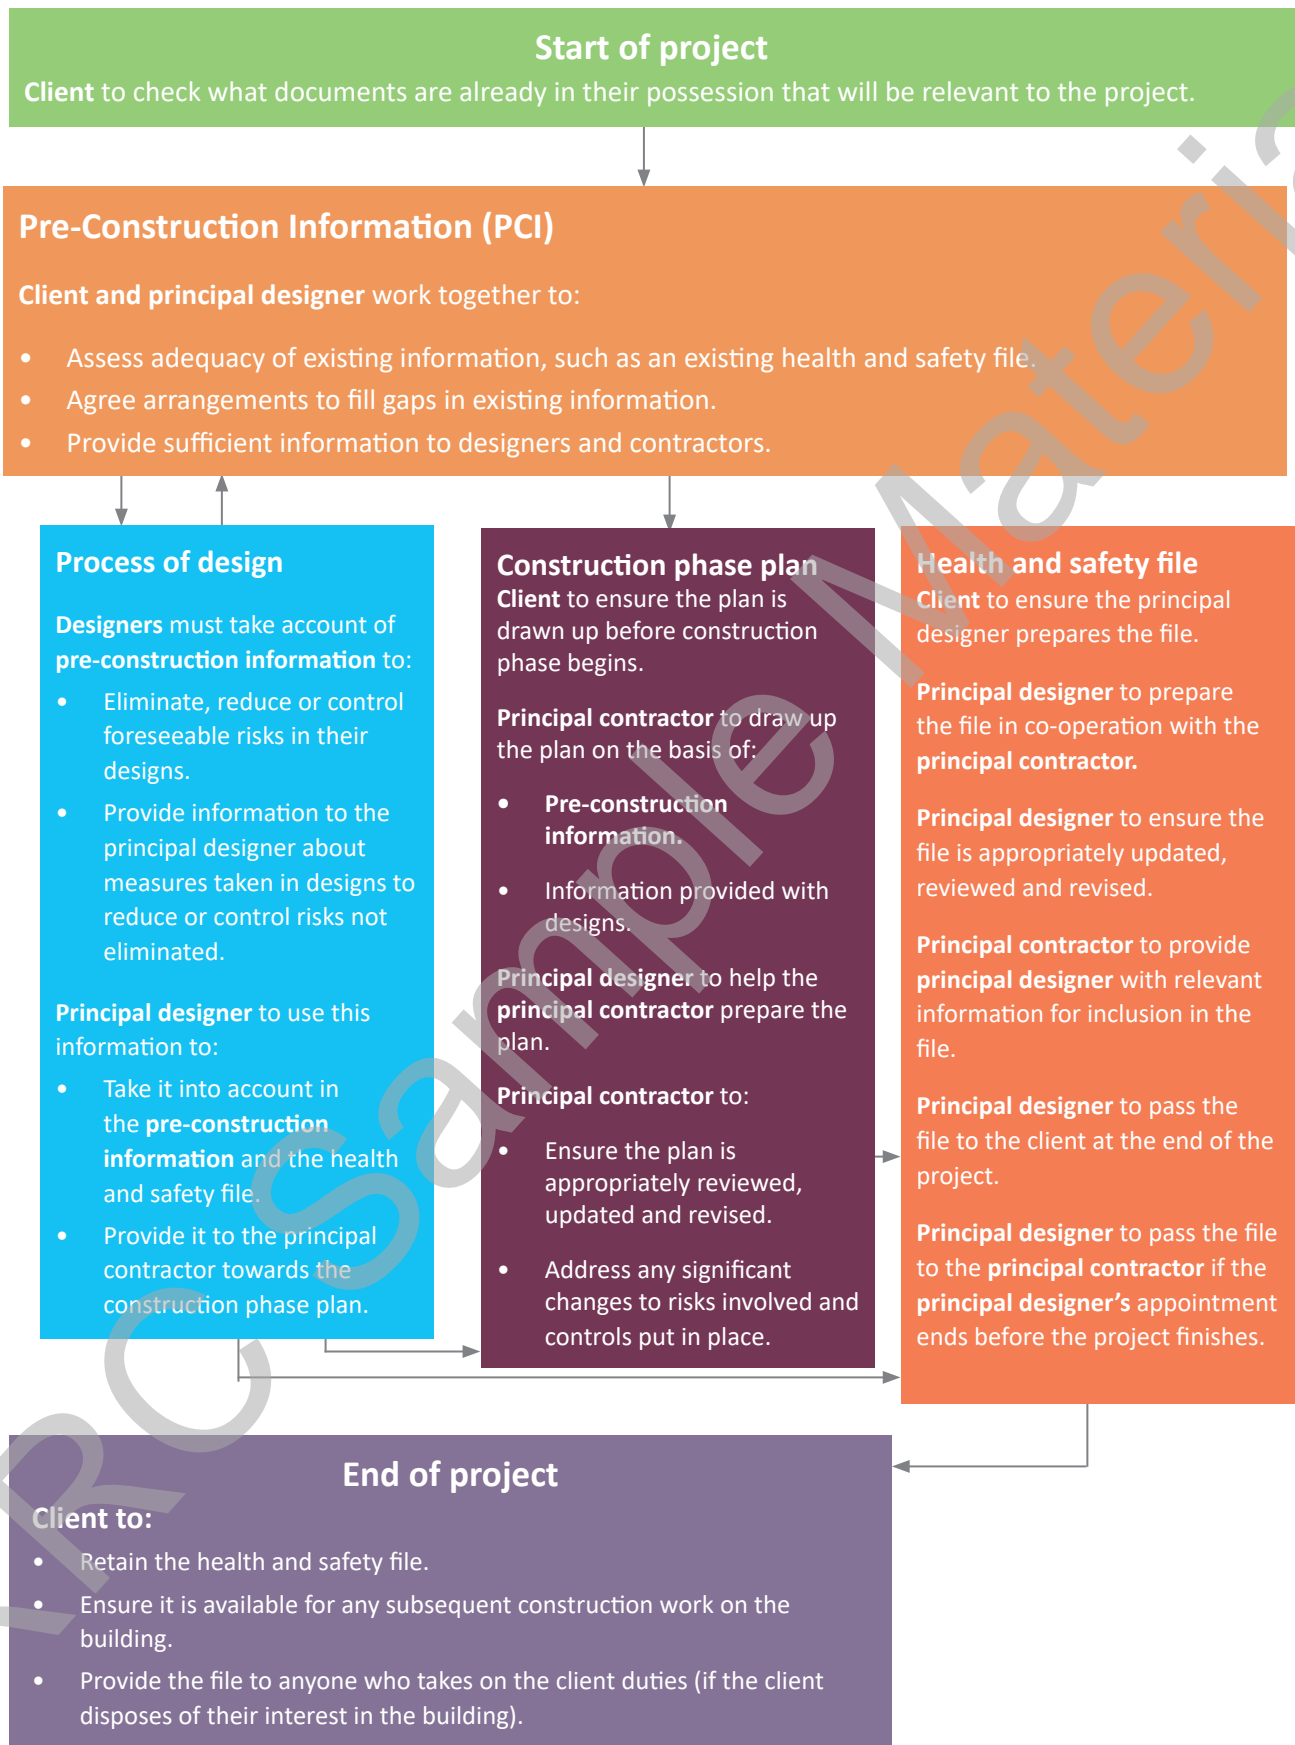 Start of project
Client to check what documents are already in their possession that will be relevant to the project.
Pre-Construction Information (PCI)
Client and principal designer work together to:
• Assess adequacy of existing information, such as an existing health and safety file.
• Agree arrangements to fill gaps in existing information.
• Provide sufficient information to designers and contractors.
Process of design
Designers must take account of
pre-construction information to:
• Eliminate, reduce or control
foreseeable risks in their
designs.
• Provide information to the
principal designer about
measures taken in designs to
reduce or control risks not
eliminated.
Principal designer to use this
information to:
• Take it into account in
the pre-construction
information and the health
and safety file.
• Provide it to the principal
contractor towards the
construction phase plan.
Construction phase plan
Client to ensure the plan is
drawn up before construction
phase begins.
Principal contractor to draw up
the plan on the basis of:
• Pre-construction
information.
• Information provided with
designs.
Principal designer to help the
principal contractor prepare the
plan.
Principal contractor to:
• Ensure the plan is
appropriately reviewed,
updated and revised.
• Address any significant
changes to risks involved and
controls put in place.
Health and safety file
Client to ensure the principal
designer prepares the file.
Principal designer to prepare
the file in co-operation with the
principal contractor.
Principal designer to ensure the
file is appropriately updated,
reviewed and revised.
Principal contractor to provide
principal designer with relevant
information for inclusion in the
file.
Principal designer to pass the
file to the client at the end of the
project.
Principal designer to pass the file
to the principal contractor if the
principal designer's appointment
ends before the project finishes.
End of project
Client to:
• Retain the health and safety file.
• Ensure it is available for any subsequent construction work on the
building.
• Provide the file to anyone who takes on the client duties (if the client
disposes of their interest in the building).
RRC Sample Material